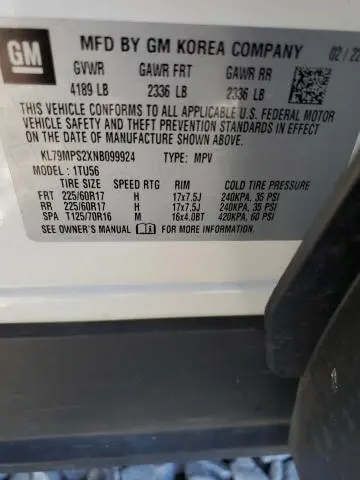 GM MFD BY GM KOREA COMPANY 02 / 22
GVWR GAWR FRT GAWR RR
4189 LB 2336 LB 2336 LB
THIS VEHICLE CONFORMS TO ALL APPLICABLE U.S. FEDERAL MOTOR
VEHICLE SAFETY AND THEFT PREVENTION STANDARDS IN EFFECT
ON THE DATE OF MANUFACTURE SHOWN ABOVE.
KL79MPS2XNB099924 TYPE: MPV
MODEL: 1TU56
SPEED RTG RIM COLD TIRE PRESSURE
FRT 225/60R17 H 17x7.5J 240KPA, 35 PSI
RR 225/60R17 H 17x7.5J 240KPA, 35 PSI
SPA T125/70R16 M 16x4.0BT 420KPA, 60 PSI
SEE OWNER'S MANUAL FOR MORE INFORMATION.